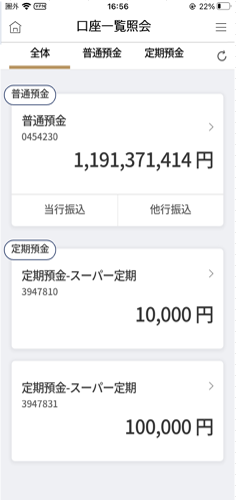 圏外 VPN 16:56 22%
口座一覧照会
全体 普通預金 定期預金
普通預金
普通預金
0454230
1,191,371,414 円
当行振込 他行振込
定期預金
定期預金-スーパー定期
3947810
10,000 円
定期預金-スーパー定期
3947831
100,000 円